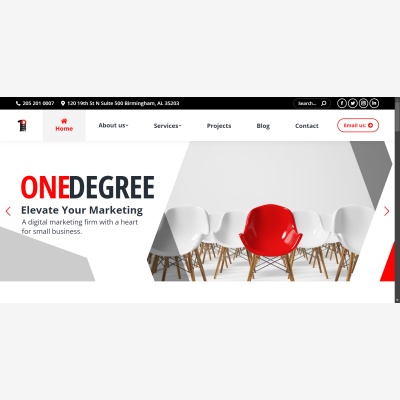 205 201 0007 120 19th St N Suite 500 Birmingham, AL 35203 Search...
Home About us Services Projects Blog Contact Email us:
ONEDEGREE
Elevate Your Marketing
A digital marketing firm with a heart
for small business.